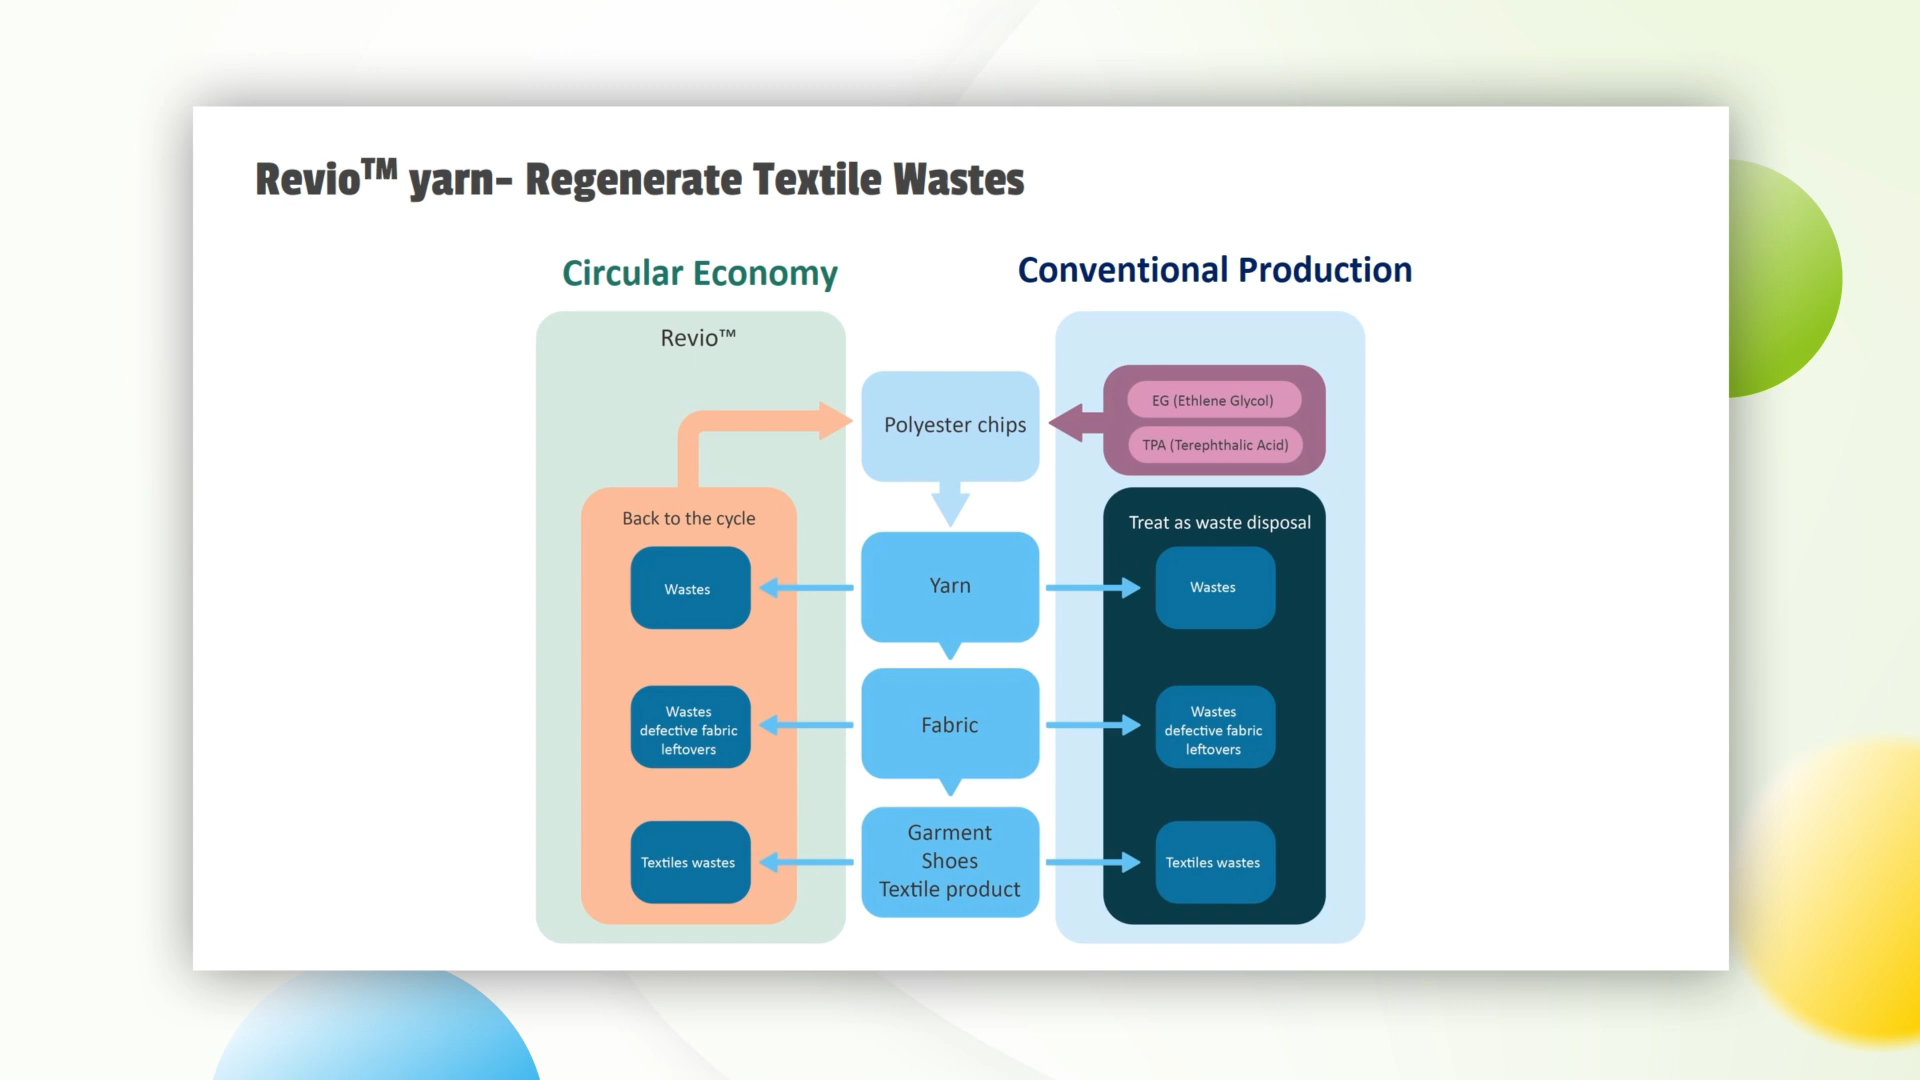 Revio™ yarn- Regenerate Textile Wastes
Circular Economy
Conventional Production
Revio™
Polyester chips
EG (Ethlene Glycol)
TPA (Terephthalic Acid)
Back to the cycle
Treat as waste disposal
Wastes
Yarn
Wastes
Wastes
defective fabric
leftovers
Fabric
Wastes
defective fabric
leftovers
Textiles wastes
Garment
Shoes
Textile product
Textiles wastes